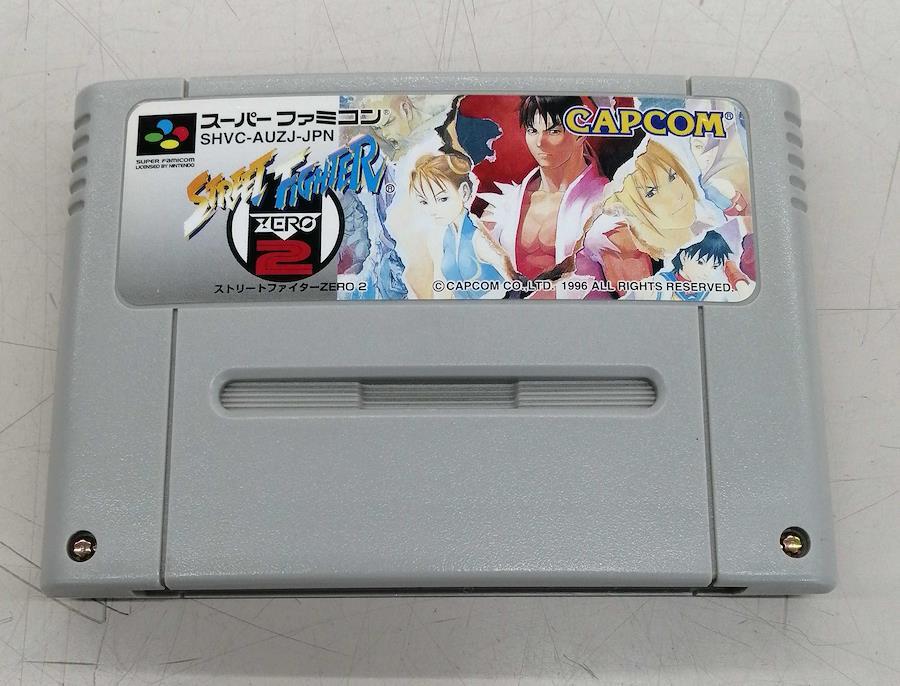 スーパーファミコン®
SHVC-AUZJ-JPN
SUPER FAMICOM
LICENSED BY NINTENDO
CAPCOM®
STREET FIGHTER®
ZERO
2
ストリートファイターZERO 2
©CAPCOM CO.,LTD. 1996 ALL RIGHTS RESERVED.